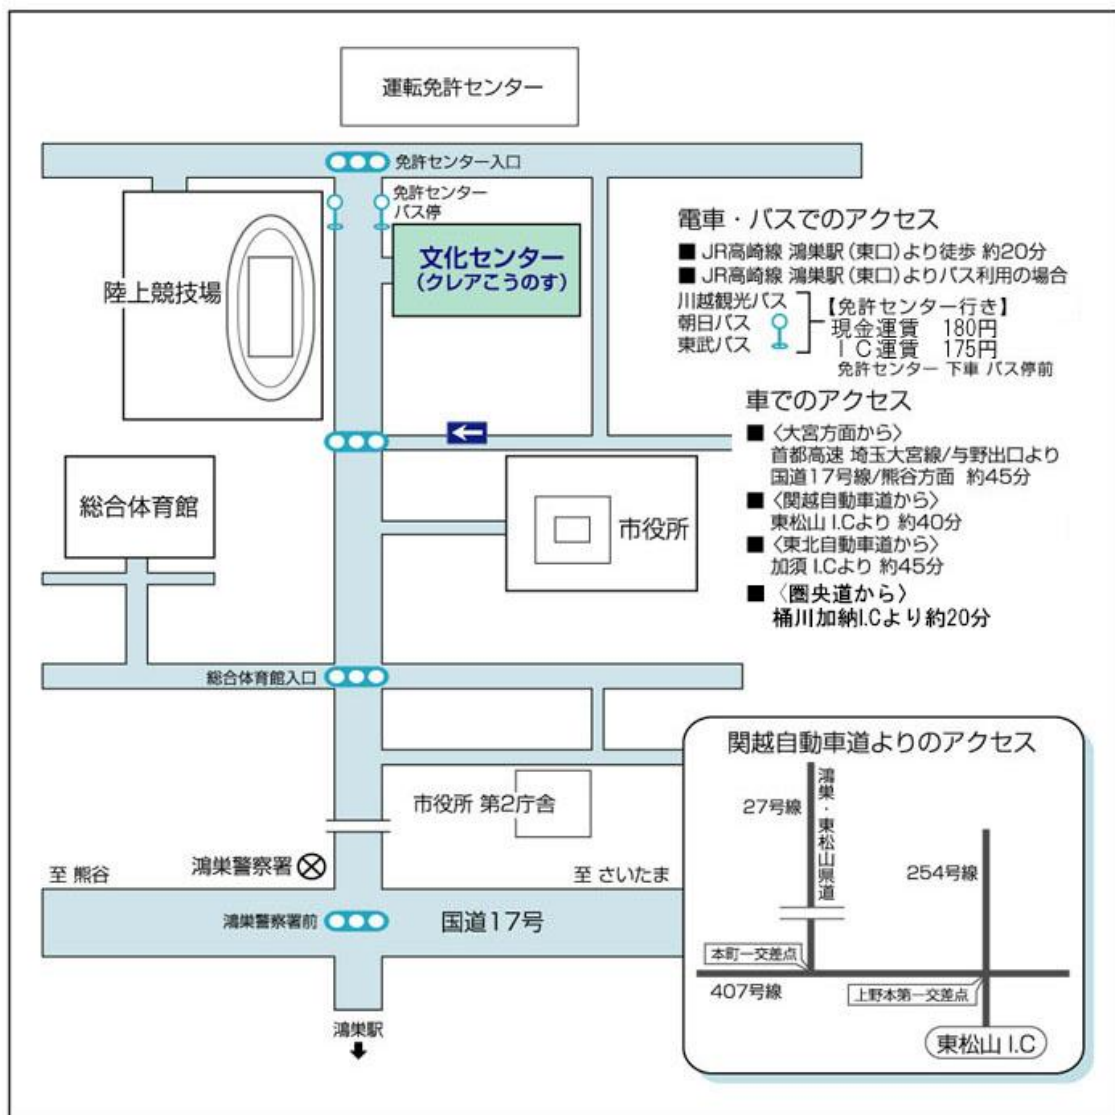 運転免許センター
免許センター入口
免許センター
バス停
文化センター
(クレアこうのす)
陸上競技場
電車・バスでのアクセス
■ JR高崎線 鴻巣駅(東口)より徒歩 約20分
■ JR高崎線 鴻巣駅(東口)よりバス利用の場合
川越観光バス
朝日バス
東武バス
【免許センター行き】
現金運賃 180円
IC運賃 175円
免許センター 下車 バス停前
車でのアクセス
■〈大宮方面から〉
首都高速 埼玉大宮線/与野出口より
国道17号線/熊谷方面 約45分
■〈関越自動車道から〉
東松山 I.Cより 約40分
■〈東北自動車道から〉
加須 I.Cより 約45分
■〈圏央道から〉
桶川加納I.Cより約20分
総合体育館
市役所
総合体育館入口
市役所 第2庁舎
鴻巣警察署
至 熊谷
至 さいたま
鴻巣警察署前
国道17号
鴻巣駅
関越自動車道よりのアクセス
27号線
鴻巣・東松山県道
254号線
本町一交差点
407号線
上野本第一交差点
東松山 I.C